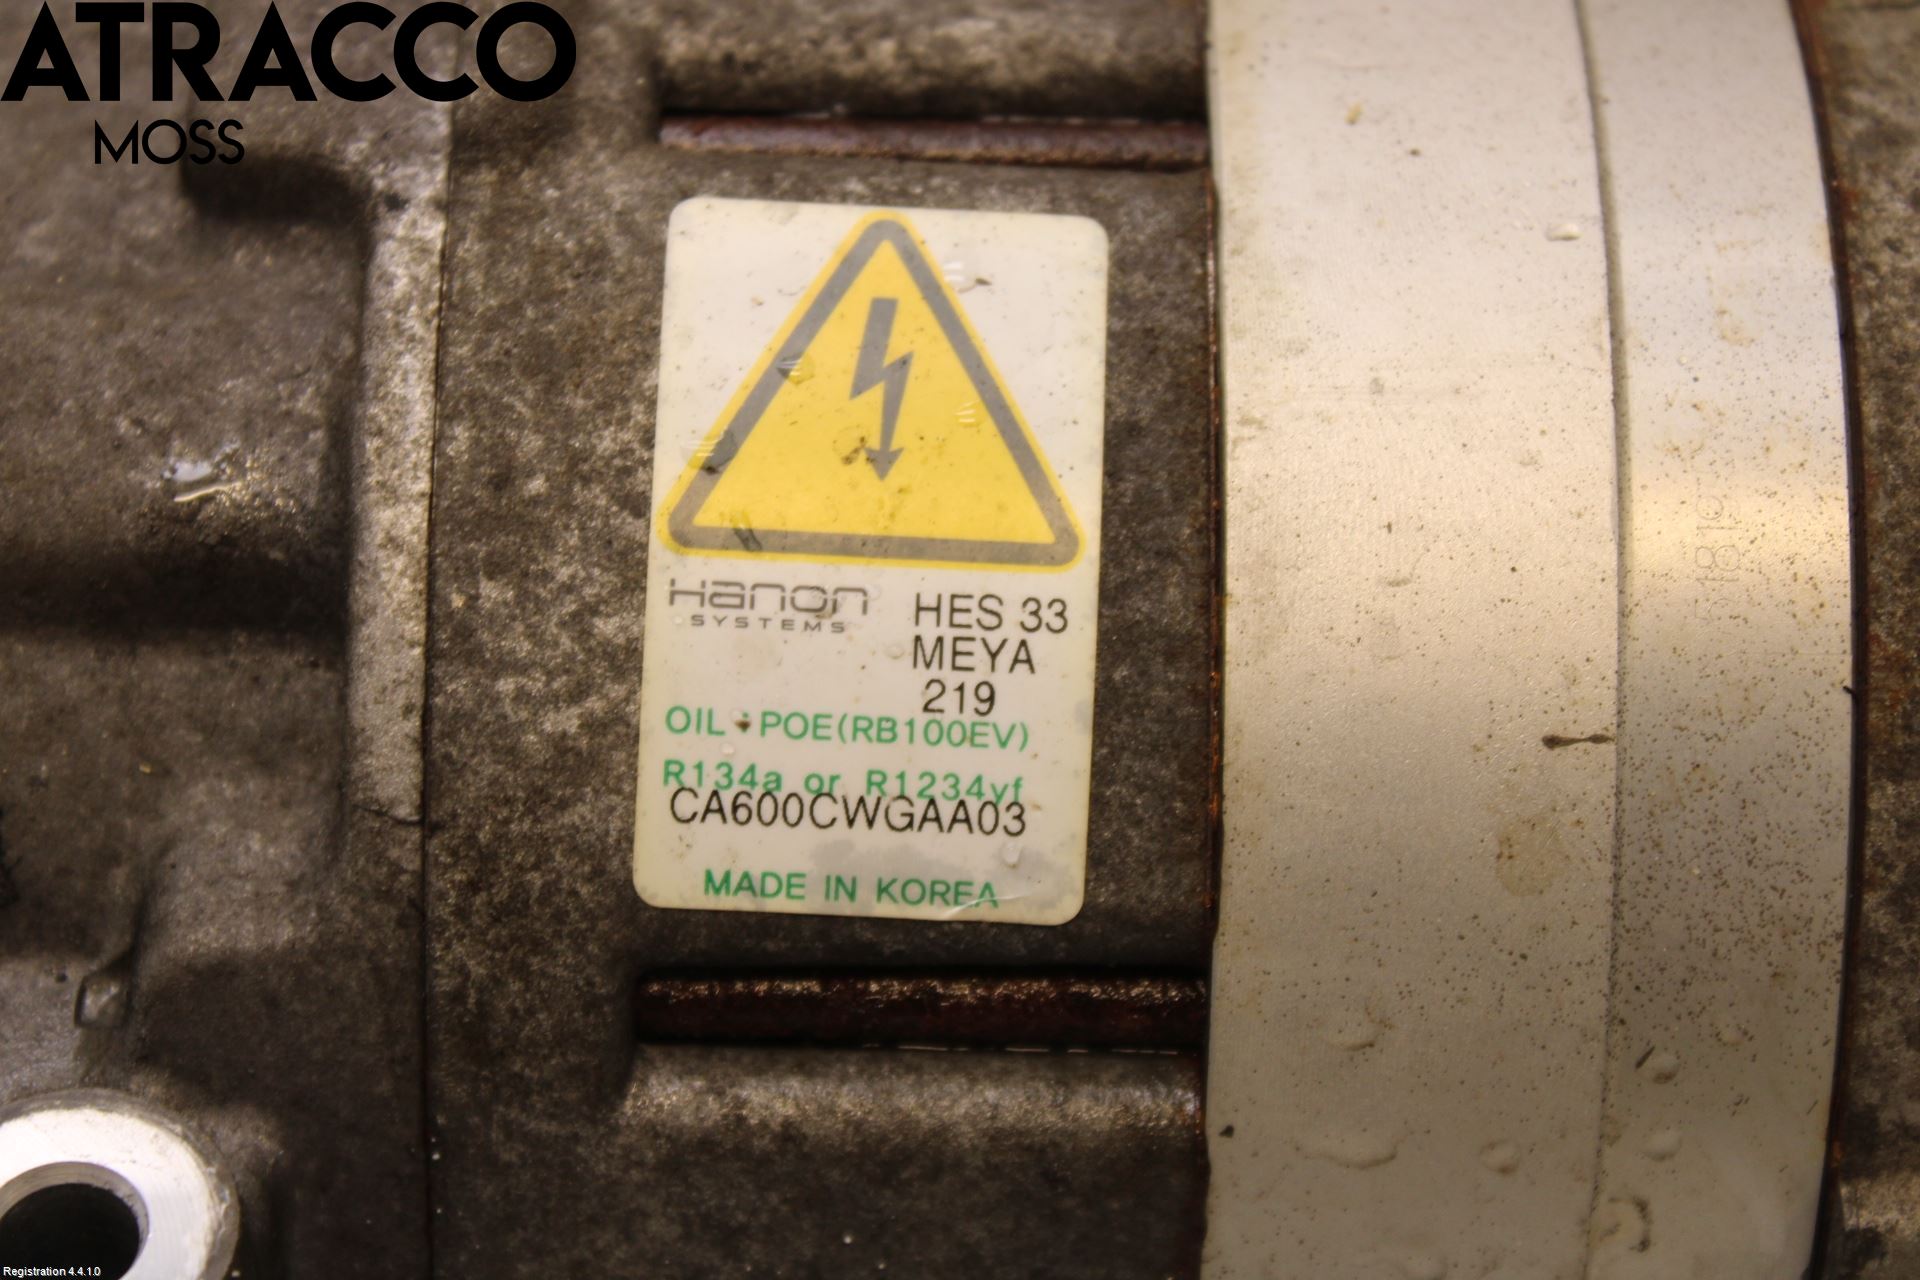 ATRACCO
MOSS
Hanon
SYSTEMS
HES 33
MEYA
219
OIL : POE(RB100EV)
R134a or R1234yf
CA600CWGAA03
MADE IN KOREA
Registration 4.4.1.0